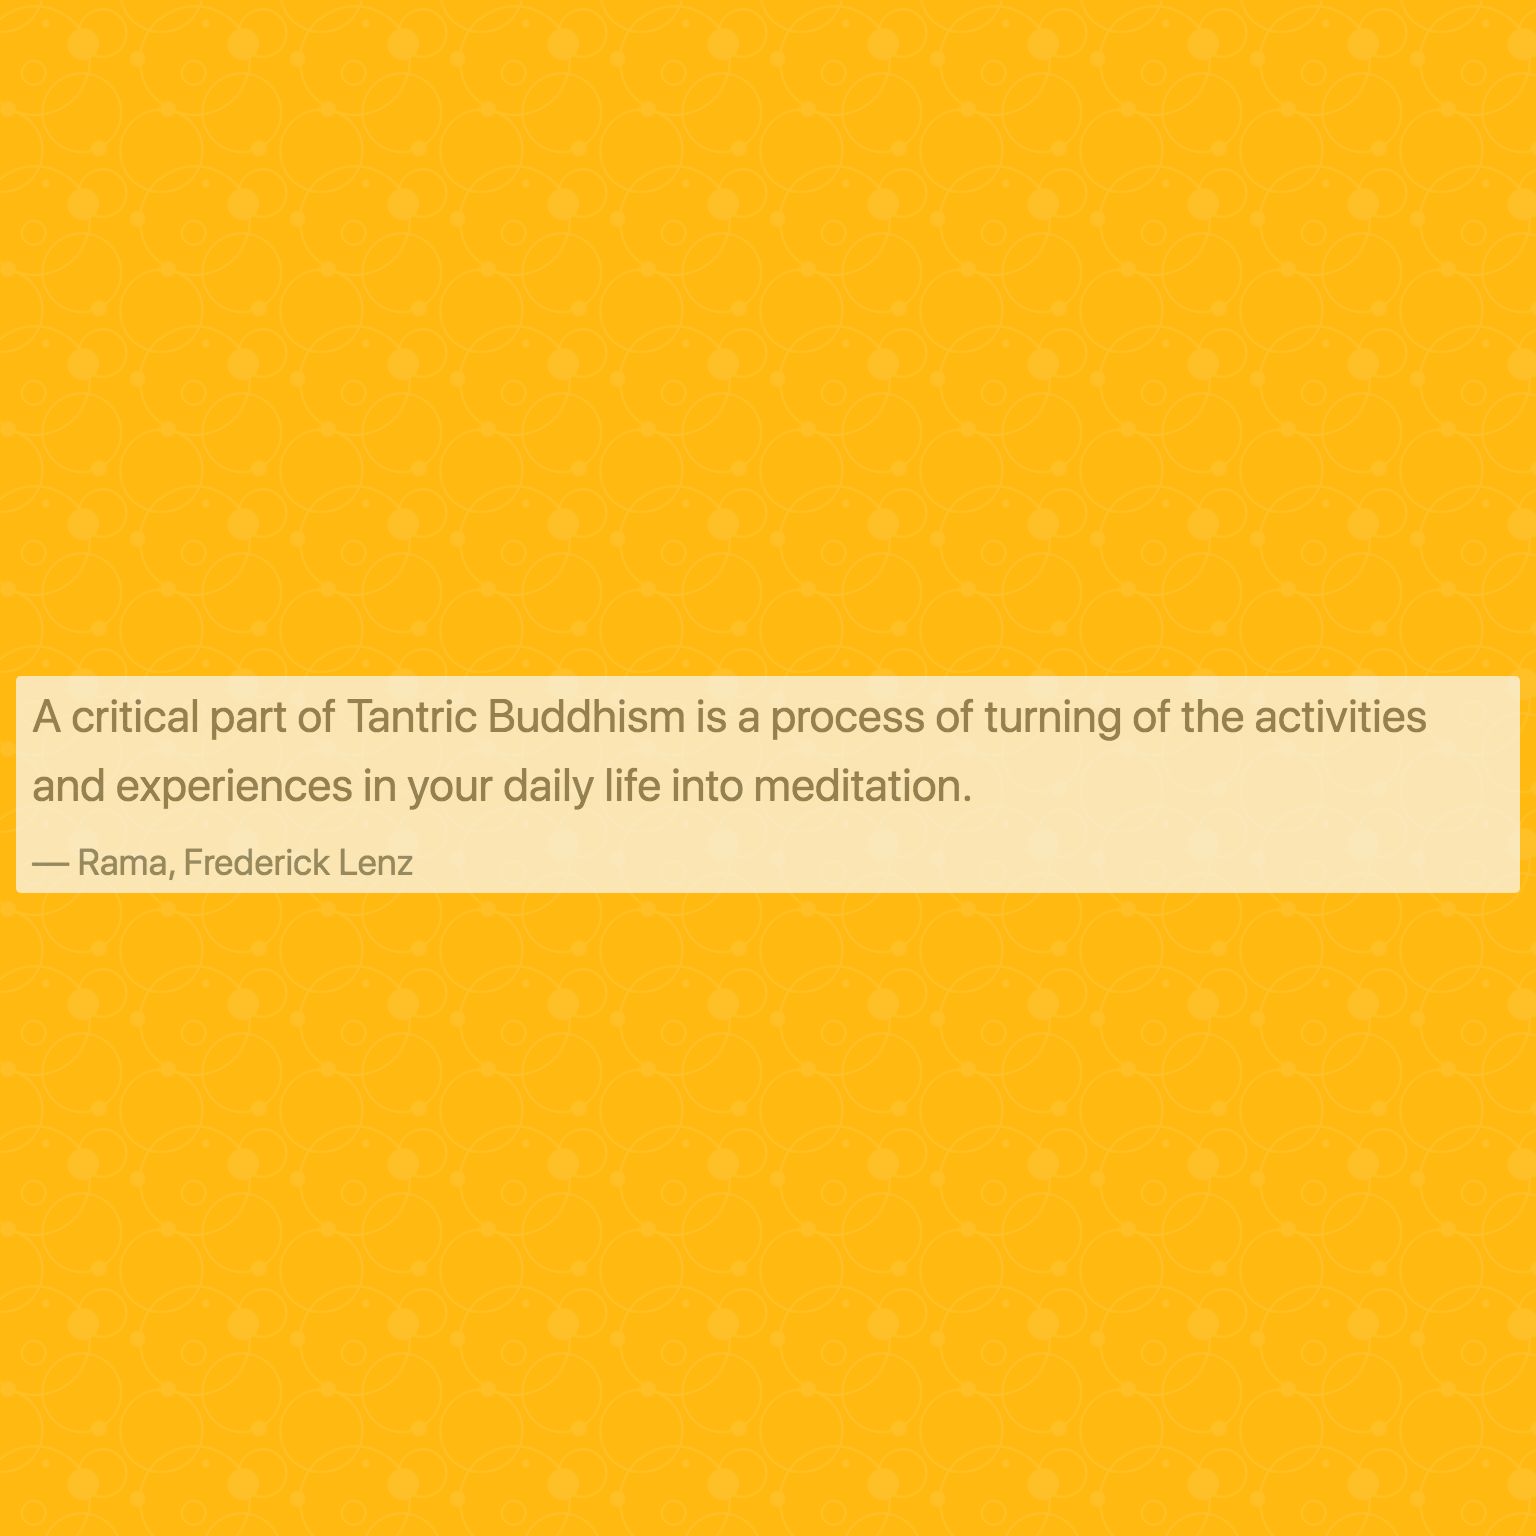 A critical part of Tantric Buddhism is a process of turning of the activities
and experiences in your daily life into meditation.
— Rama, Frederick Lenz